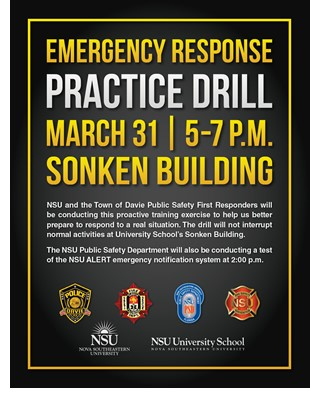 EMERGENCY RESPONSE
PRACTICE DRILL
MARCH 31 | 5-7 P.M.
SONKEN BUILDING
NSU and the Town of Davie Public Safety First Responders will
be conducting this proactive training exercise to help us better
prepare to respond to a real situation. The drill will not interrupt
normal activities at University School's Sonken Building.
The NSU Public Safety Department will also be conducting a test
of the NSU ALERT emergency notification system at 2:00 p.m.
POLICE
DAVIE
FIRE
NSU
NSU
NOVA SOUTHEASTERN
UNIVERSITY
NSU University School
NOVA SOUTHEASTERN UNIVERSITY